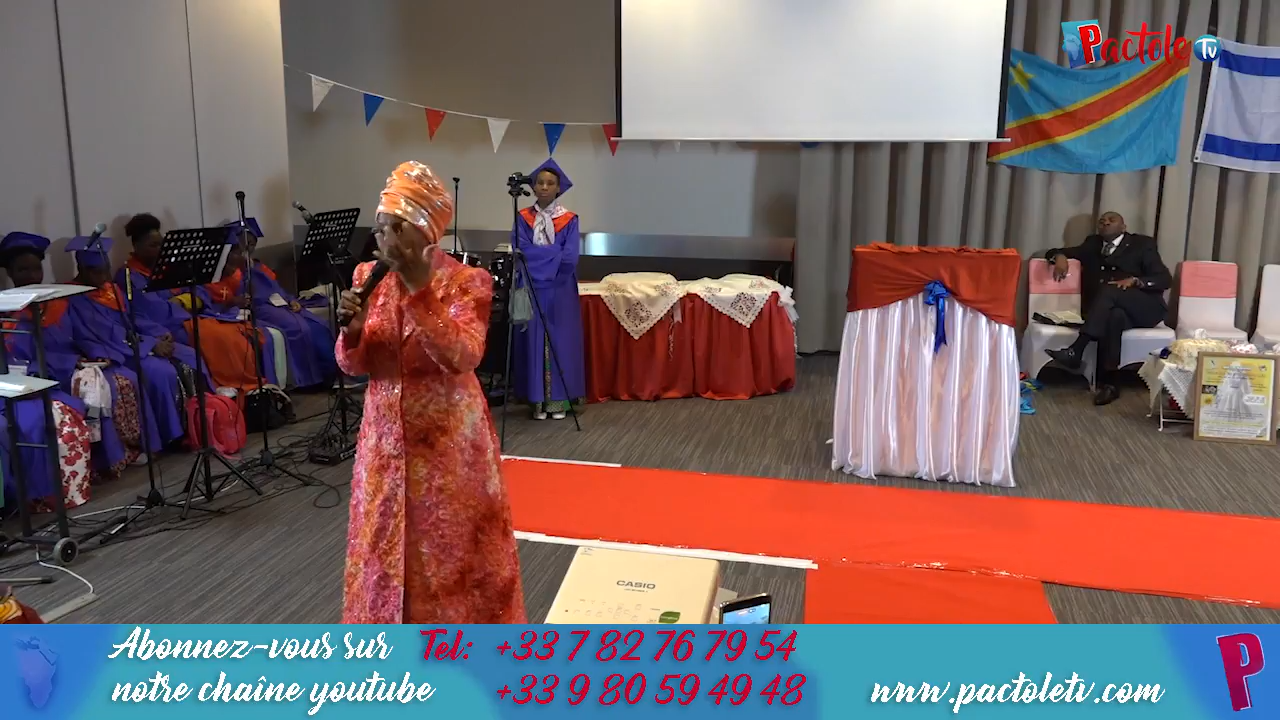 Pactole Tv
CASIO
Abonnez-vous sur
notre chaîne youtube
Tel: +33 7 82 76 79 54
+33 9 80 59 49 48
www.pactoletv.com
P